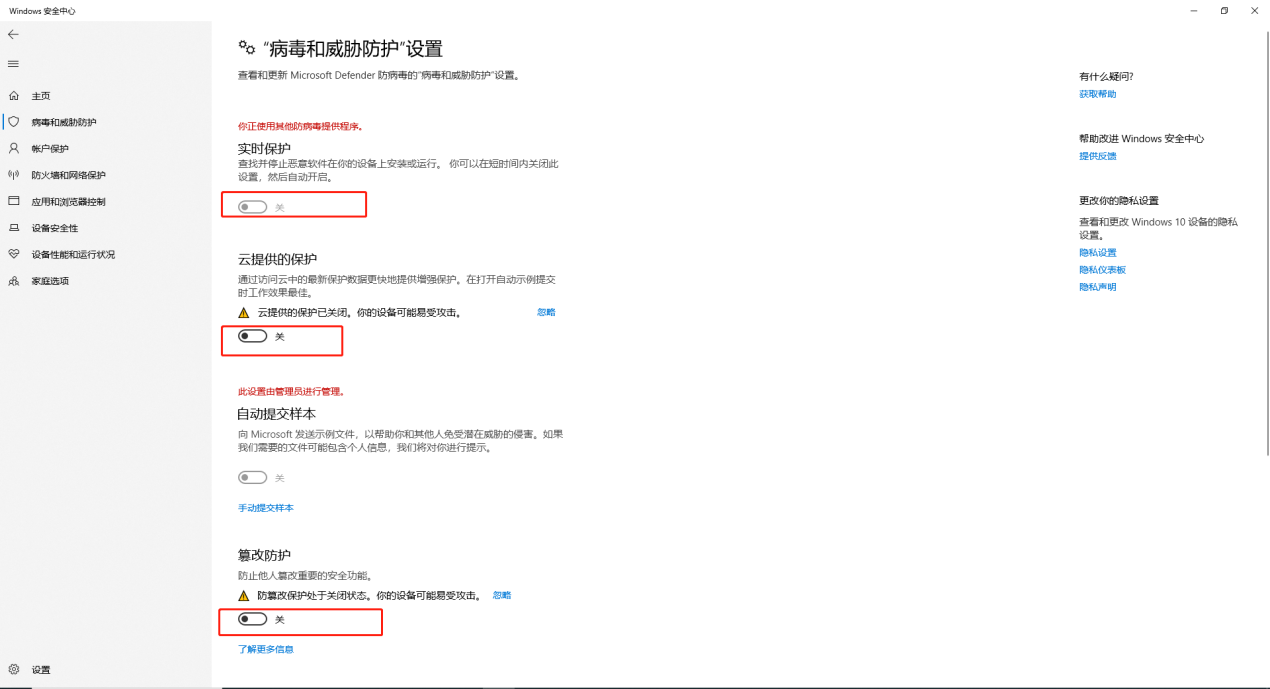 Windows 安全中心
主页
病毒和威胁防护
帐户保护
防火墙和网络保护
应用和浏览器控制
设备安全性
设备性能和运行状况
家庭选项
设置
“病毒和威胁防护”设置
查看和更新 Microsoft Defender 防病毒的“病毒和威胁防护”设置。
你正使用其他防病毒提供程序。
实时保护
查找并停止恶意软件在你的设备上安装或运行。 你可以在短时间内关闭此
设置，然后自动开启。
关
云提供的保护
通过访问云中的最新保护数据更快地提供增强保护。在打开自动示例提交
时工作效果最佳。
云提供的保护已关闭。你的设备可能易受攻击。 忽略
关
此设置由管理员进行管理。
自动提交样本
向 Microsoft 发送示例文件，以帮助你和其他人免受潜在威胁的侵害。如果
我们需要的文件可能包含个人信息，我们将对你进行提示。
关
手动提交样本
篡改防护
防止他人篡改重要的安全功能。
防篡改保护处于关闭状态。你的设备可能易受攻击。 忽略
关
了解更多信息
有什么疑问?
获取帮助
帮助改进 Windows 安全中心
提供反馈
更改你的隐私设置
查看和更改 Windows 10 设备的隐私
设置。
隐私设置
隐私仪表板
隐私声明